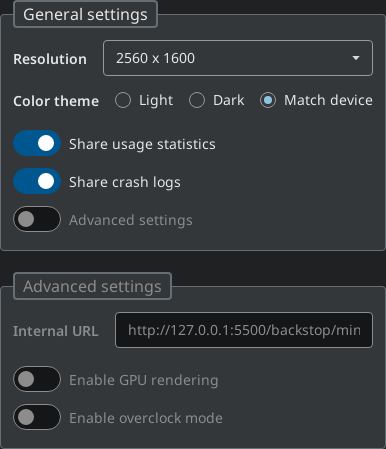 General settings
Resolution 2560 x 1600
Color theme Light Dark Match device
Share usage statistics
Share crash logs
Advanced settings
Advanced settings
Internal URL http://127.0.0.1:5500/backstop/min
Enable GPU rendering
Enable overclock mode